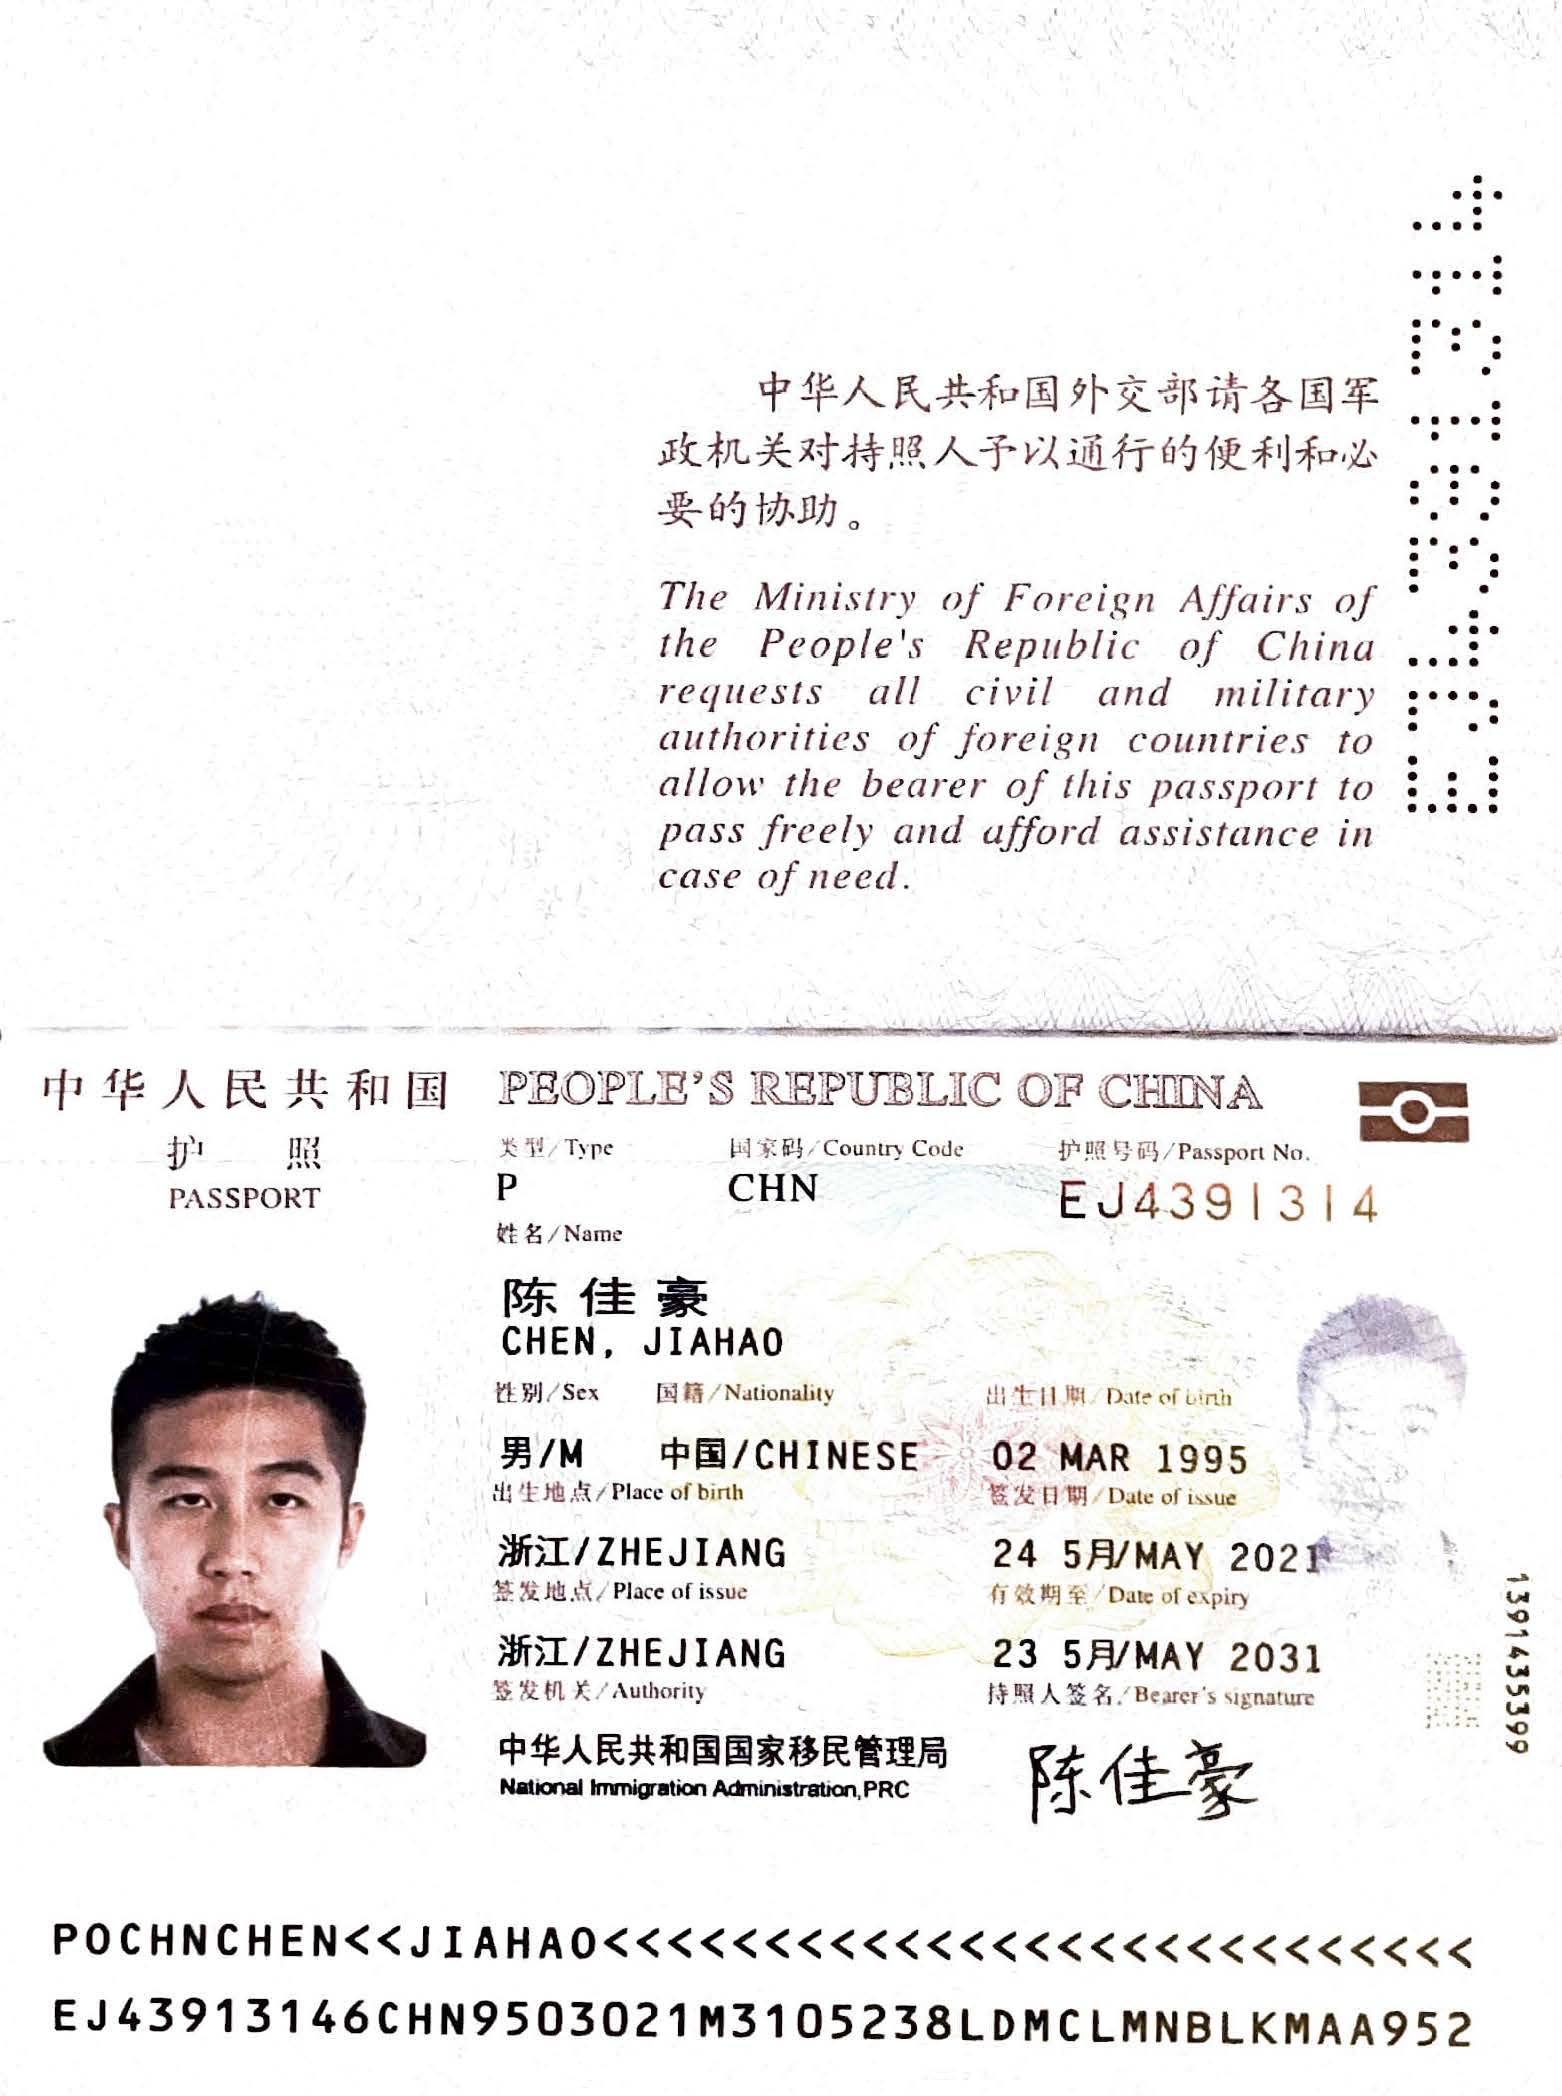 中华人民共和国外交部请各国军
政机关对持照人予以通行的便利和必
要的协助。
The Ministry of Foreign Affairs of
the People's Republic of China
requests all civil and military
authorities of foreign countries to
allow the bearer of this passport to
pass freely and afford assistance in
case of need.
EJ4391314
中华人民共和国 PEOPLE'S REPUBLIC OF CHINA
护 照
PASSPORT
类型/Type 国家码/Country Code 护照号码/Passport No.
P CHN EJ4391314
姓名/Name
陈佳豪
CHEN, JIAHAO
性别/Sex 国籍/Nationality 出生日期/Date of birth
男/M 中国/CHINESE 02 MAR 1995
出生地点/Place of birth 签发日期/Date of issue
浙江/ZHEJIANG 24 5月/MAY 2021
签发地点/Place of issue 有效期至/Date of expiry
浙江/ZHEJIANG 23 5月/MAY 2031
签发机关/Authority 持照人签名/Bearer's signature
中华人民共和国国家移民管理局 陈佳豪
National Immigration Administration,PRC
1391435399
POCHNCHEN<<JIAHAO<<<<<<<<<<<<<<<<<<<<<<<<<<<
EJ43913146CHN9503021M3105238LDMCLMNBLKMAA952